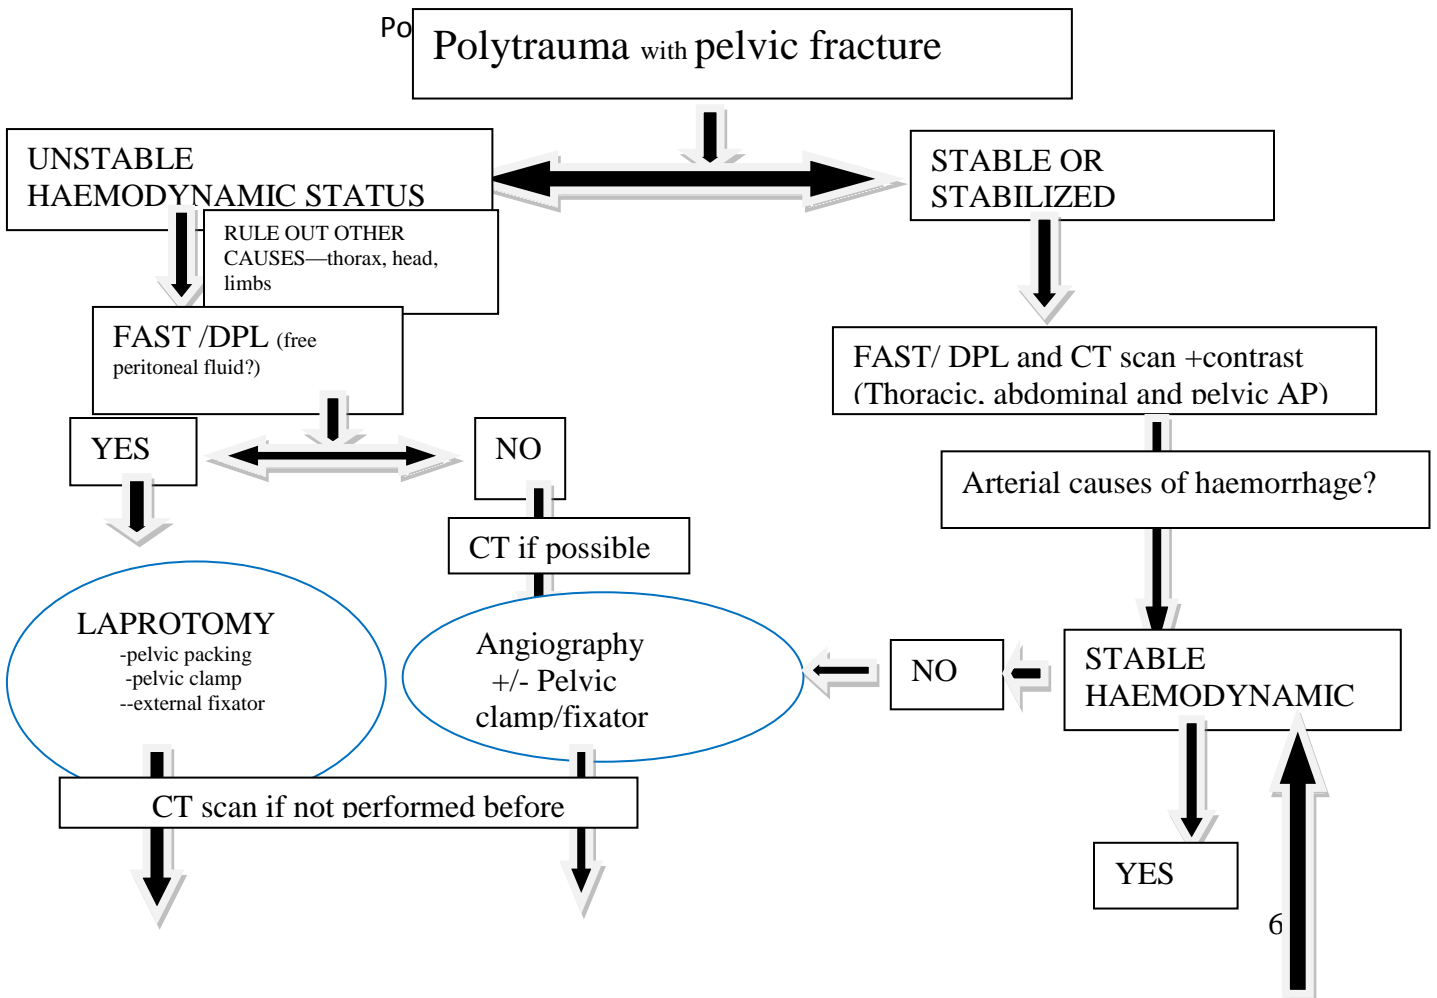 Po
Polytrauma with pelvic fracture
UNSTABLE
HAEMODYNAMIC STATUS
STABLE OR
STABILIZED
RULE OUT OTHER
CAUSES—thorax, head,
limbs
FAST /DPL (free
peritoneal fluid?)
FAST/ DPL and CT scan +contrast
(Thoracic, abdominal and pelvic AP)
YES
NO
Arterial causes of haemorrhage?
CT if possible
LAPROTOMY
-pelvic packing
-pelvic clamp
--external fixator
Angiography
+/- Pelvic
clamp/fixator
NO
STABLE
HAEMODYNAMIC
CT scan if not performed before
YES
6